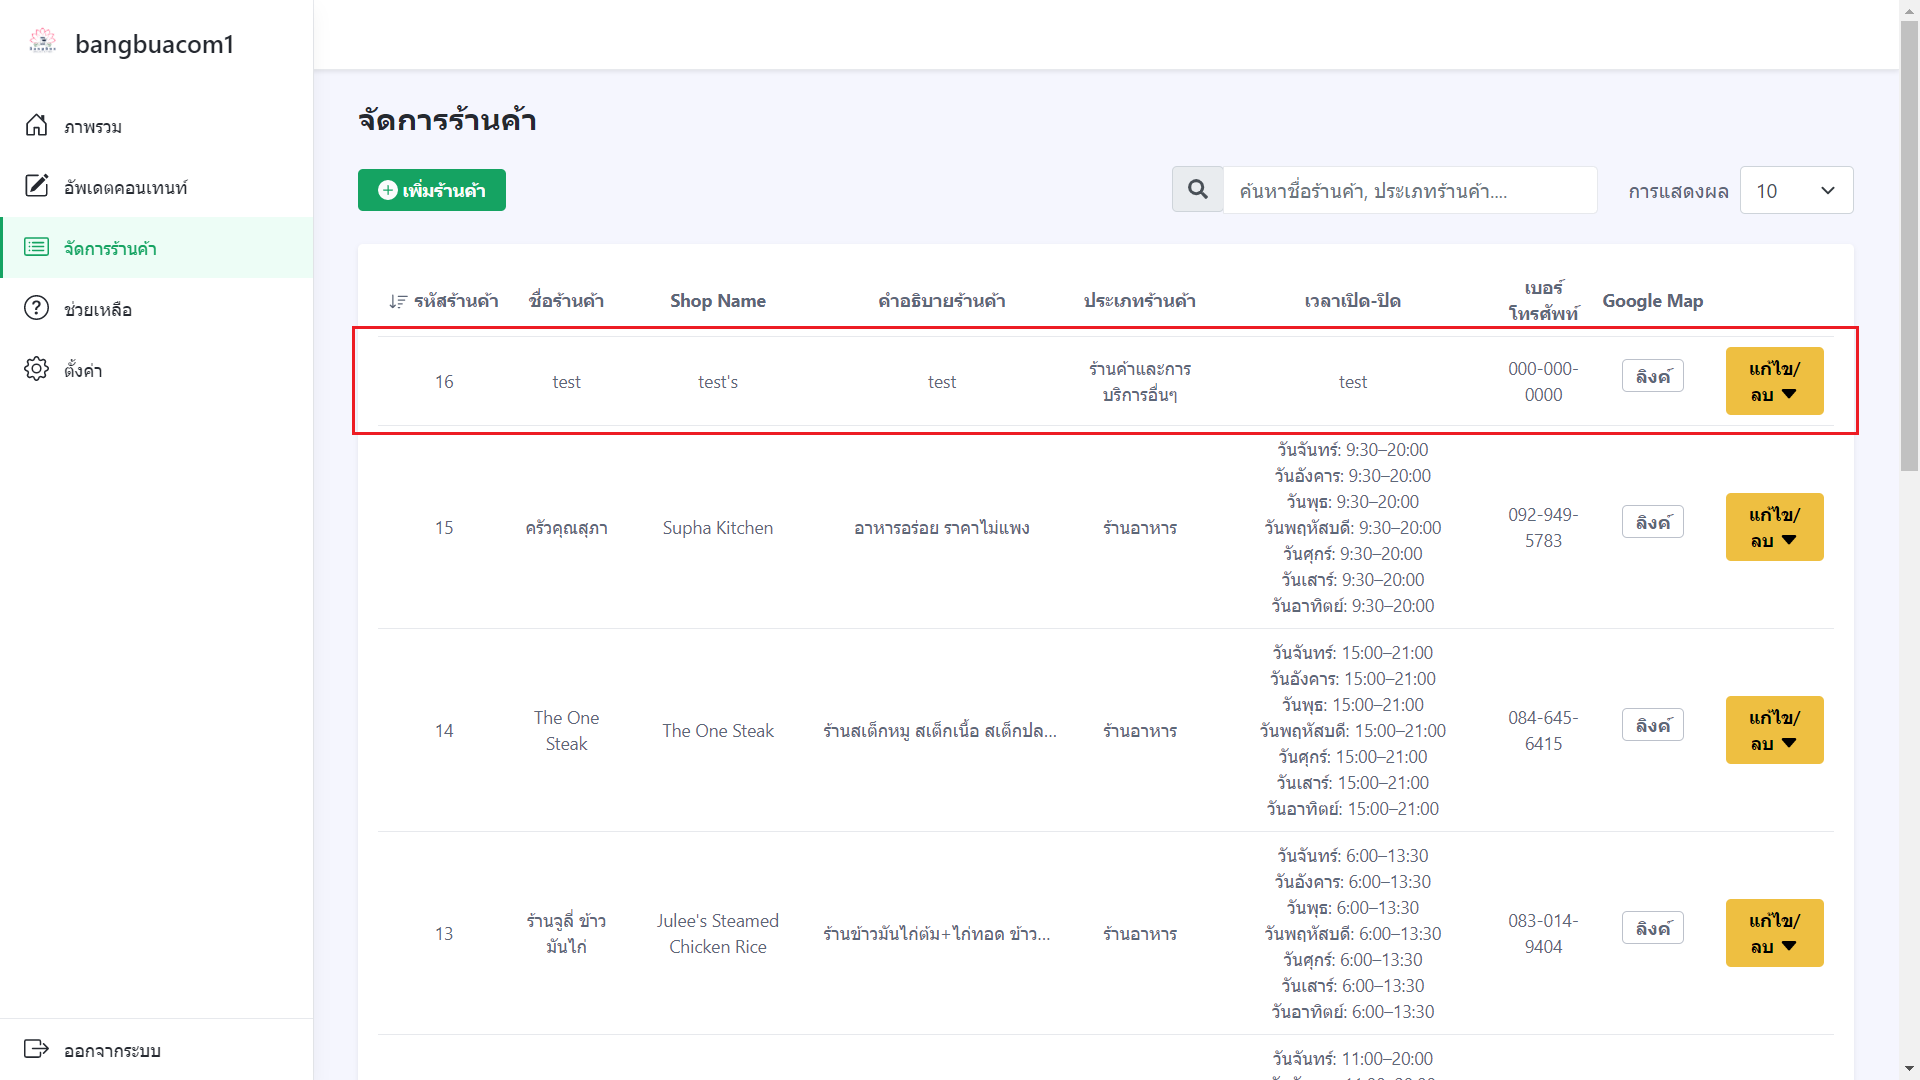 bangbuacom1
ภาพรวม
อัพเดตคอนเทนท์
จัดการร้านค้า
ช่วยเหลือ
ตั้งค่า
ออกจากระบบ
จัดการร้านค้า
เพิ่มร้านค้า
ค้นหาชื่อร้านค้า, ประเภทร้านค้า....
การแสดงผล 10
รหัสร้านค้า ชื่อร้านค้า Shop Name คำอธิบายร้านค้า ประเภทร้านค้า เวลาเปิด-ปิด เบอร์ Google Map
โทรศัพท์
16 test test's test ร้านค้าและการ test 000-000- ลิงค์ แก้ไข/
บริการอื่นๆ 0000 ลบ
วันจันทร์: 9:30–20:00
วันอังคาร: 9:30–20:00
วันพุธ: 9:30–20:00
15 ครัวคุณสุภา Supha Kitchen อาหารอร่อย ราคาไม่แพง ร้านอาหาร วันพฤหัสบดี: 9:30–20:00 092-949- ลิงค์ แก้ไข/
วันศุกร์: 9:30–20:00 5783 ลบ
วันเสาร์: 9:30–20:00
วันอาทิตย์: 9:30–20:00
วันจันทร์: 15:00–21:00
วันอังคาร: 15:00–21:00
วันพุธ: 15:00–21:00
14 The One The One Steak ร้านสเต็กหมู สเต็กเนื้อ สเต็กปล... ร้านอาหาร วันพฤหัสบดี: 15:00–21:00 084-645- ลิงค์ แก้ไข/
Steak วันศุกร์: 15:00–21:00 6415 ลบ
วันเสาร์: 15:00–21:00
วันอาทิตย์: 15:00–21:00
วันจันทร์: 6:00–13:30
วันอังคาร: 6:00–13:30
วันพุธ: 6:00–13:30
13 ร้านจูลี่ ข้าว Julee's Steamed ร้านข้าวมันไก่ต้ม+ไก่ทอด ข้าว... ร้านอาหาร วันพฤหัสบดี: 6:00–13:30 083-014- ลิงค์ แก้ไข/
มันไก่ Chicken Rice วันศุกร์: 6:00–13:30 9404 ลบ
วันเสาร์: 6:00–13:30
วันอาทิตย์: 6:00–13:30
วันจันทร์: 11:00–20:00